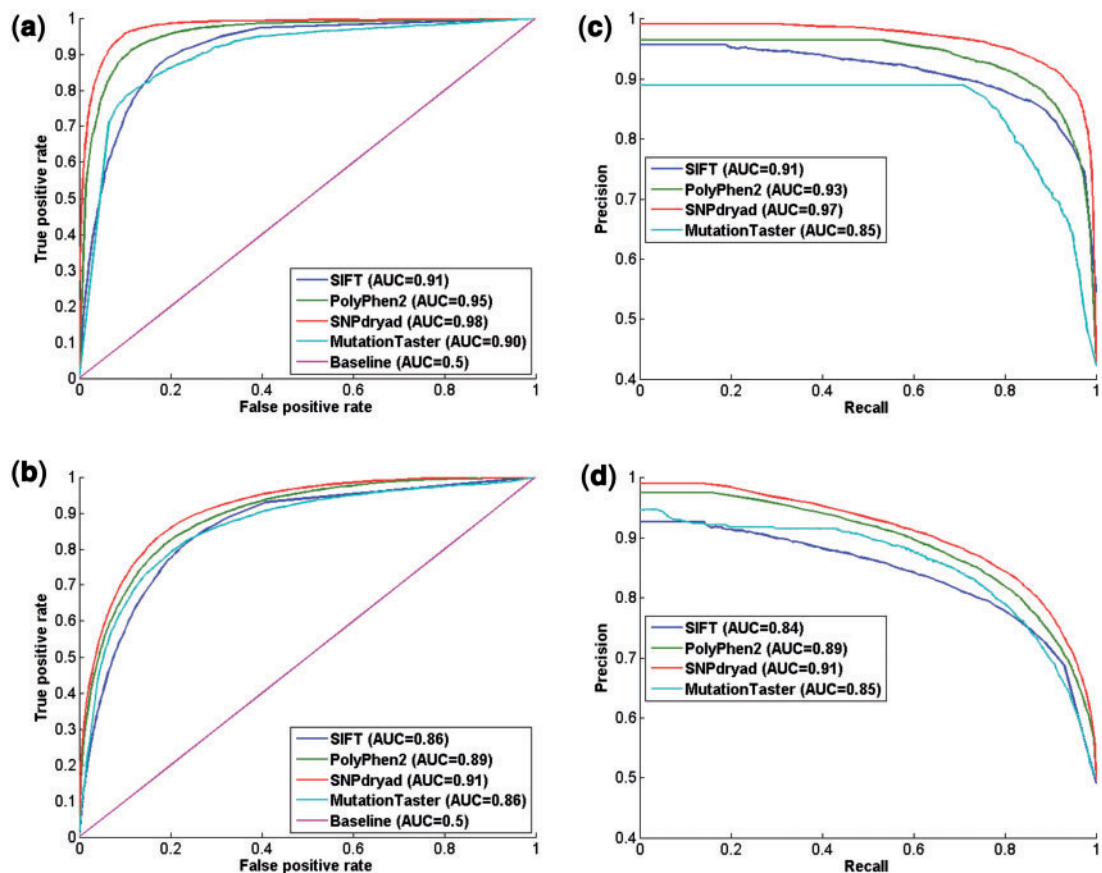 (a)
1
0.9
0.8
0.7
0.6
0.5
0.4
0.3
0.2
0.1
0
True positive rate
SIFT (AUC=0.91)
PolyPhen2 (AUC=0.95)
SNPdryad (AUC=0.98)
MutationTaster (AUC=0.90)
Baseline (AUC=0.5)
0 0.2 0.4 0.6 0.8 1
False positive rate
(c)
1
0.9
0.8
0.7
0.6
0.5
0.4
Precision
SIFT (AUC=0.91)
PolyPhen2 (AUC=0.93)
SNPdryad (AUC=0.97)
MutationTaster (AUC=0.85)
0 0.2 0.4 0.6 0.8 1
Recall
(b)
1
0.9
0.8
0.7
0.6
0.5
0.4
0.3
0.2
0.1
0
True positive rate
SIFT (AUC=0.86)
PolyPhen2 (AUC=0.89)
SNPdryad (AUC=0.91)
MutationTaster (AUC=0.86)
Baseline (AUC=0.5)
0 0.2 0.4 0.6 0.8 1
False positive rate
(d)
1
0.9
0.8
0.7
0.6
0.5
0.4
Precision
SIFT (AUC=0.84)
PolyPhen2 (AUC=0.89)
SNPdryad (AUC=0.91)
MutationTaster (AUC=0.85)
0 0.2 0.4 0.6 0.8 1
Recall